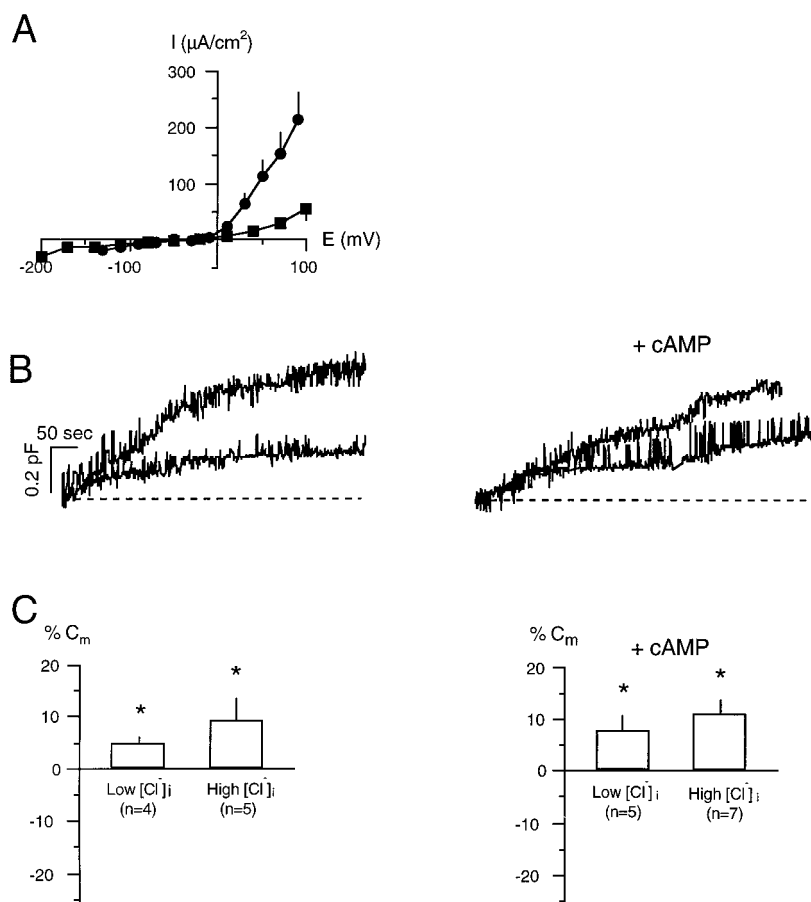 A
I (µA/cm²)
300
200
100
E (mV)
-200
-100
100
B
50 sec
0.2 pF
+ cAMP
C
% Cm
20
10
0
-10
-20
*
*
Low [Cl⁻]i
(n=4)
High [Cl⁻]i
(n=5)
% Cm
+ cAMP
20
10
0
-10
-20
*
*
Low [Cl⁻]i
(n=5)
High [Cl⁻]i
(n=7)